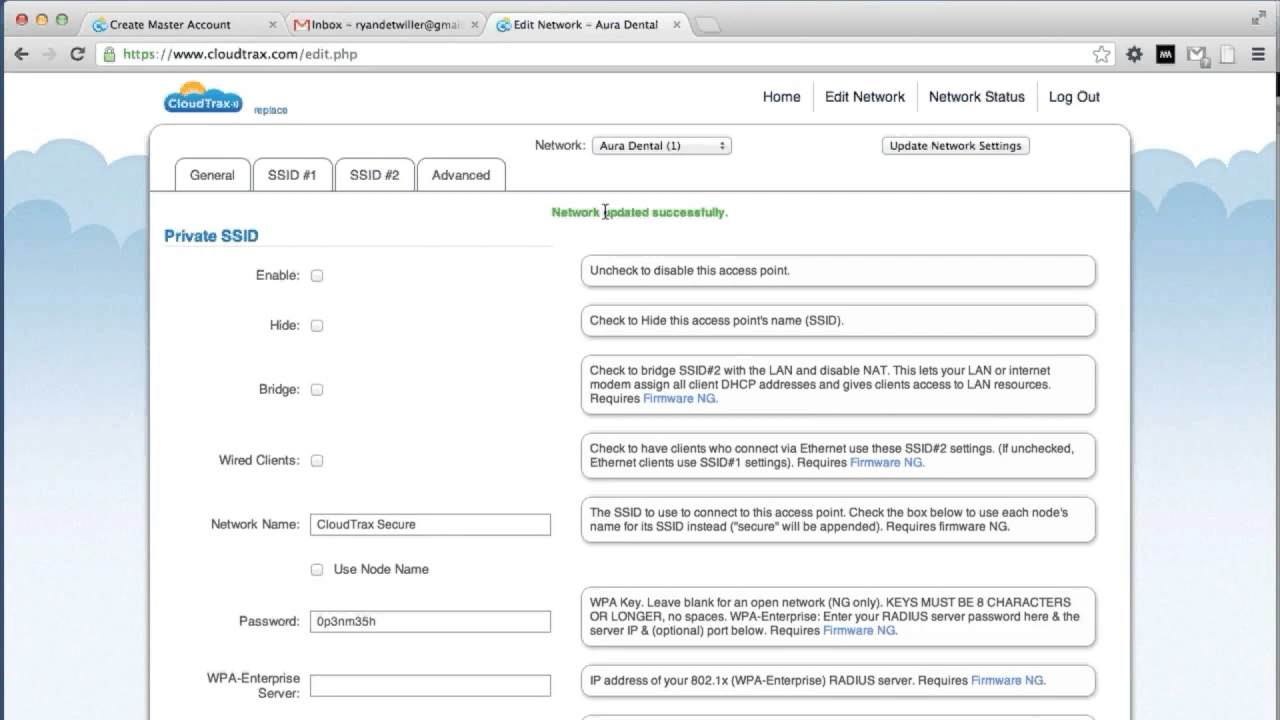 Create Master Account
Inbox – ryandetwiller@gmai
Edit Network – Aura Dental
https://www.cloudtrax.com/edit.php
CloudTrax
replace
Home
Edit Network
Network Status
Log Out
Network:
Aura Dental (1)
Update Network Settings
General
SSID #1
SSID #2
Advanced
Network updated successfully.
Private SSID
Enable:
Uncheck to disable this access point.
Hide:
Check to Hide this access point's name (SSID).
Bridge:
Check to bridge SSID#2 with the LAN and disable NAT. This lets your LAN or internet
modem assign all client DHCP addresses and gives clients access to LAN resources.
Requires Firmware NG.
Wired Clients:
Check to have clients who connect via Ethernet use these SSID#2 settings. (If unchecked,
Ethernet clients use SSID#1 settings). Requires Firmware NG.
Network Name:
CloudTrax Secure
The SSID to use to connect to this access point. Check the box below to use each node's
name for its SSID instead ("secure" will be appended). Requires firmware NG.
Use Node Name
Password:
0p3nm35h
WPA Key. Leave blank for an open network (NG only). KEYS MUST BE 8 CHARACTERS
OR LONGER, no spaces. WPA-Enterprise: Enter your RADIUS server password here & the
server IP & (optional) port below. Requires Firmware NG.
WPA-Enterprise
Server:
IP address of your 802.1x (WPA-Enterprise) RADIUS server. Requires Firmware NG.